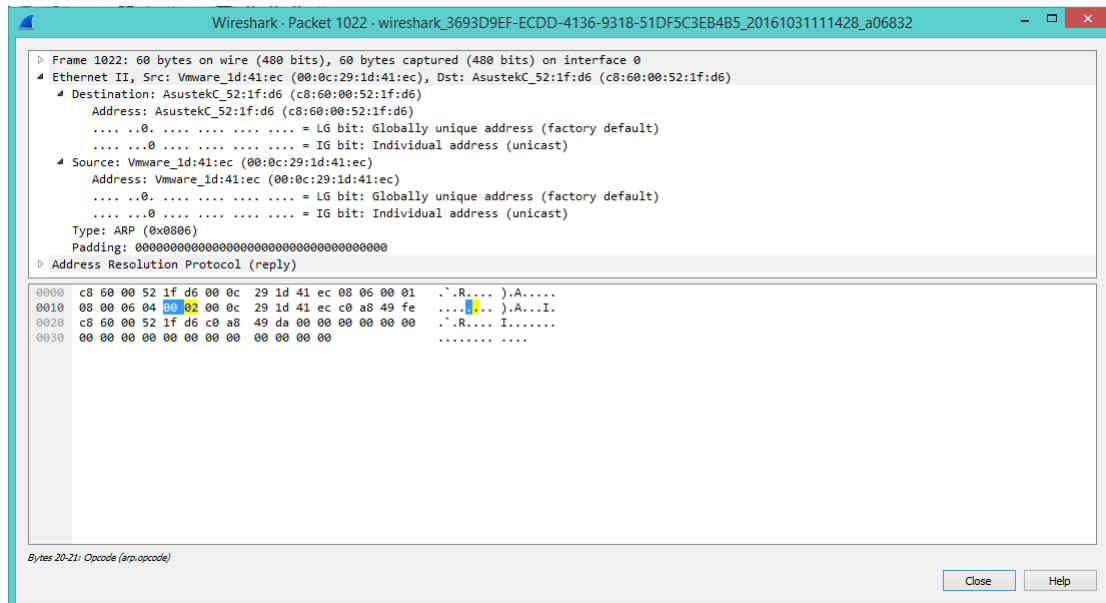 Wireshark · Packet 1022 · wireshark_3693D9EF-ECDD-4136-9318-51DF5C3EB4B5_20161031111428_a06832
Frame 1022: 60 bytes on wire (480 bits), 60 bytes captured (480 bits) on interface 0
Ethernet II, Src: Vmware_1d:41:ec (00:0c:29:1d:41:ec), Dst: AsustekC_52:1f:d6 (c8:60:00:52:1f:d6)
Destination: AsustekC_52:1f:d6 (c8:60:00:52:1f:d6)
Address: AsustekC_52:1f:d6 (c8:60:00:52:1f:d6)
.... ..0. .... .... .... .... = LG bit: Globally unique address (factory default)
.... ...0 .... .... .... .... = IG bit: Individual address (unicast)
Source: Vmware_1d:41:ec (00:0c:29:1d:41:ec)
Address: Vmware_1d:41:ec (00:0c:29:1d:41:ec)
.... ..0. .... .... .... .... = LG bit: Globally unique address (factory default)
.... ...0 .... .... .... .... = IG bit: Individual address (unicast)
Type: ARP (0x0806)
Padding: 000000000000000000000000000000000000
Address Resolution Protocol (reply)
0000 c8 60 00 52 1f d6 00 0c 29 1d 41 ec 08 06 00 01 .`.R.... ).A.....
0010 08 00 06 04 00 02 00 0c 29 1d 41 ec c0 a8 49 fe ........ ).A...I.
0020 c8 60 00 52 1f d6 c0 a8 49 da 00 00 00 00 00 00 .`.R.... I.......
0030 00 00 00 00 00 00 00 00 00 00 00 00 ........ ....
Bytes 20-21: Opcode (arp.opcode)
Close Help